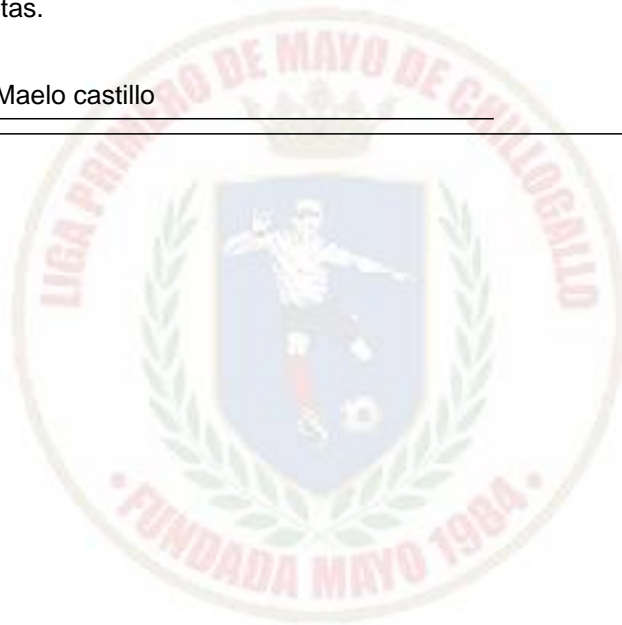 tas.
Maelo castillo
LIGA PRIMERO DE MAYO DE CHILLOGALLO
• FUNDADA MAYO 1984 •